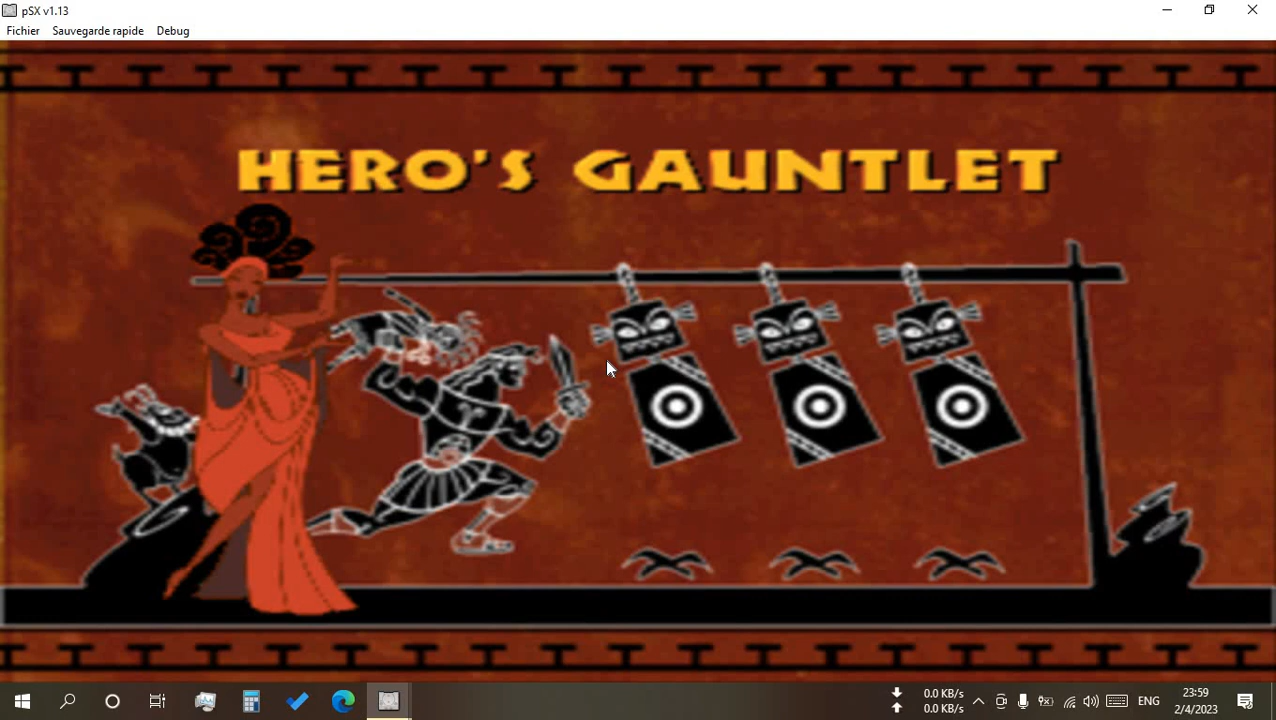 pSX v1.13
Fichier Sauvegarde rapide Debug
HERO'S GAUNTLET
0.0 KB/s
0.0 KB/s
ENG
23:59
2/4/2023